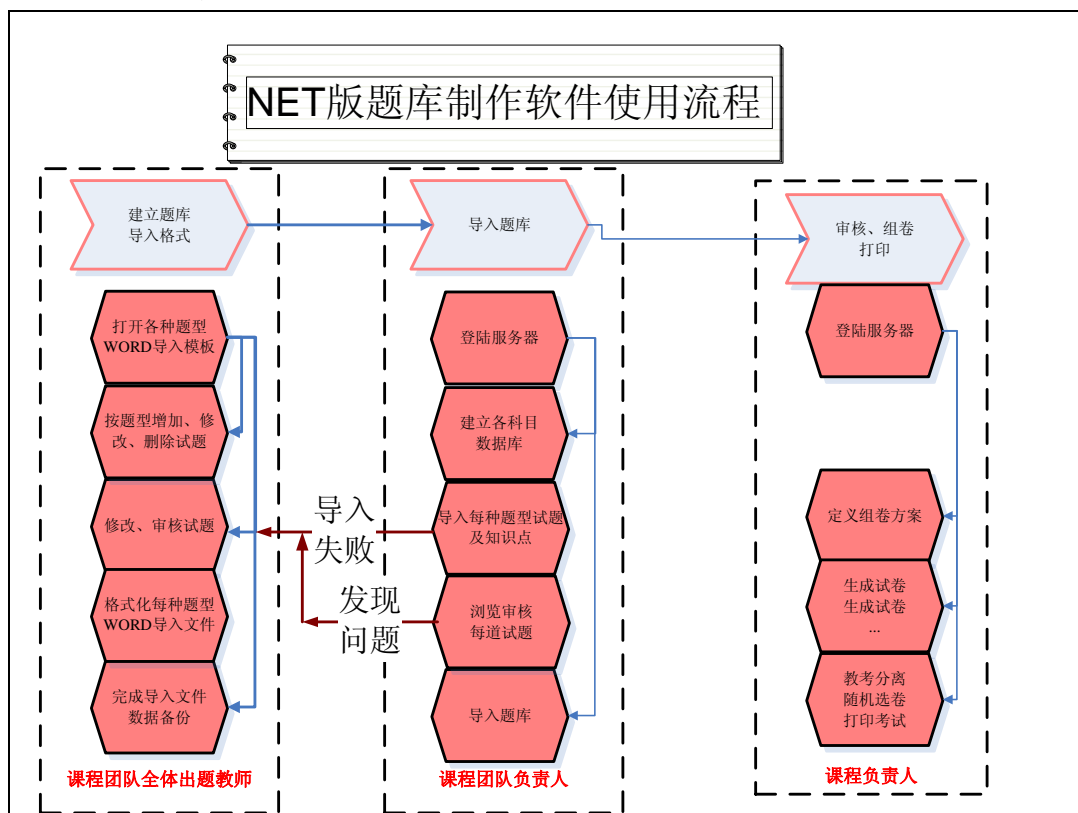 NET版题库制作软件使用流程
建立题库
导入格式
打开各种题型
WORD导入模板
按题型增加、修
改、删除试题
修改、审核试题
格式化每种题型
WORD导入文件
完成导入文件
数据备份
课程团队全体出题教师
导入
失败
发现
问题
导入题库
登陆服务器
建立各科目
数据库
导入每种题型试题
及知识点
浏览审核
每道试题
导入题库
课程团队负责人
审核、组卷
打印
登陆服务器
定义组卷方案
生成试卷
生成试卷
...
教考分离
随机选卷
打印考试
课程负责人